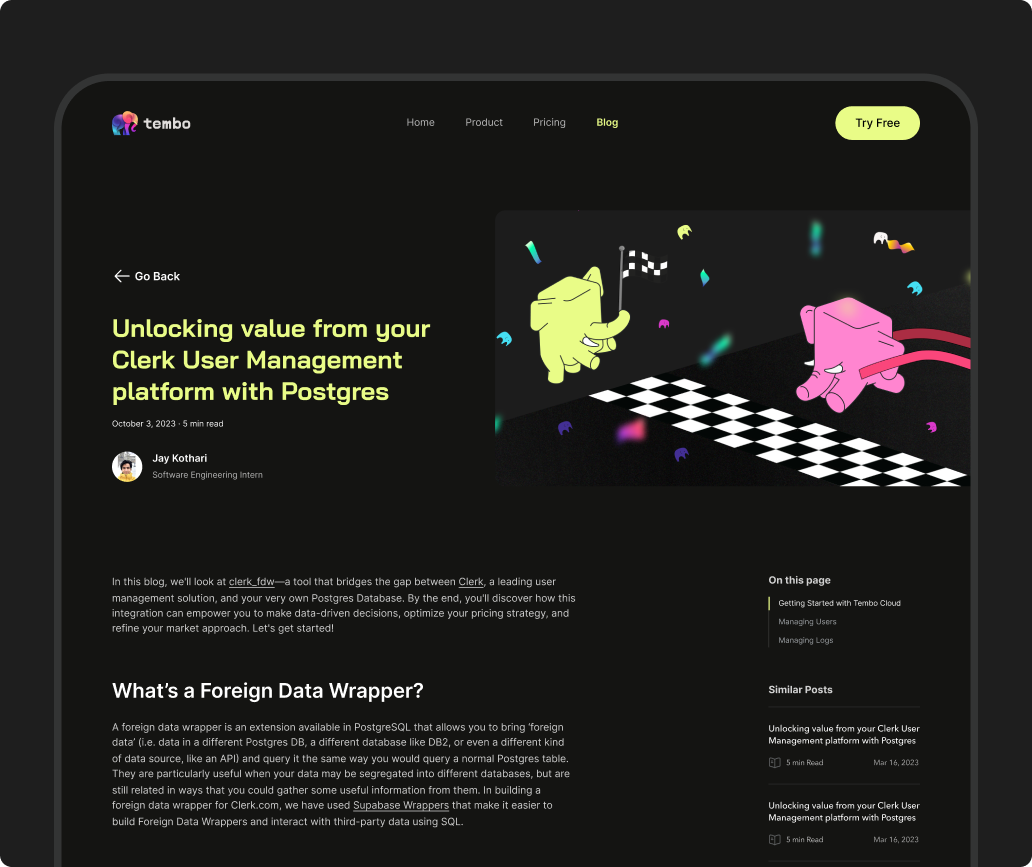 tembo
Home
Product
Pricing
Blog
Try Free
Go Back
Unlocking value from your
Clerk User Management
platform with Postgres
October 3, 2023 · 5 min read
Jay Kothari
Software Engineering Intern
In this blog, we'll look at clerk_fdw—a tool that bridges the gap between Clerk, a leading user
management solution, and your very own Postgres Database. By the end, you'll discover how this
integration can empower you to make data-driven decisions, optimize your pricing strategy, and
refine your market approach. Let's get started!
What’s a Foreign Data Wrapper?
A foreign data wrapper is an extension available in PostgreSQL that allows you to bring ‘foreign
data’ (i.e. data in a different Postgres DB, a different database like DB2, or even a different kind
of data source, like an API) and query it the same way you would query a normal Postgres table.
They are particularly useful when your data may be segregated into different databases, but are
still related in ways that you could gather some useful information from them. In building a
foreign data wrapper for Clerk.com, we have used Supabase Wrappers that make it easier to
build Foreign Data Wrappers and interact with third-party data using SQL.
On this page
Getting Started with Tembo Cloud
Managing Users
Managing Logs
Similar Posts
Unlocking value from your Clerk User
Management platform with Postgres
5 min Read
Mar 16, 2023
Unlocking value from your Clerk User
Management platform with Postgres
5 min Read
Mar 16, 2023